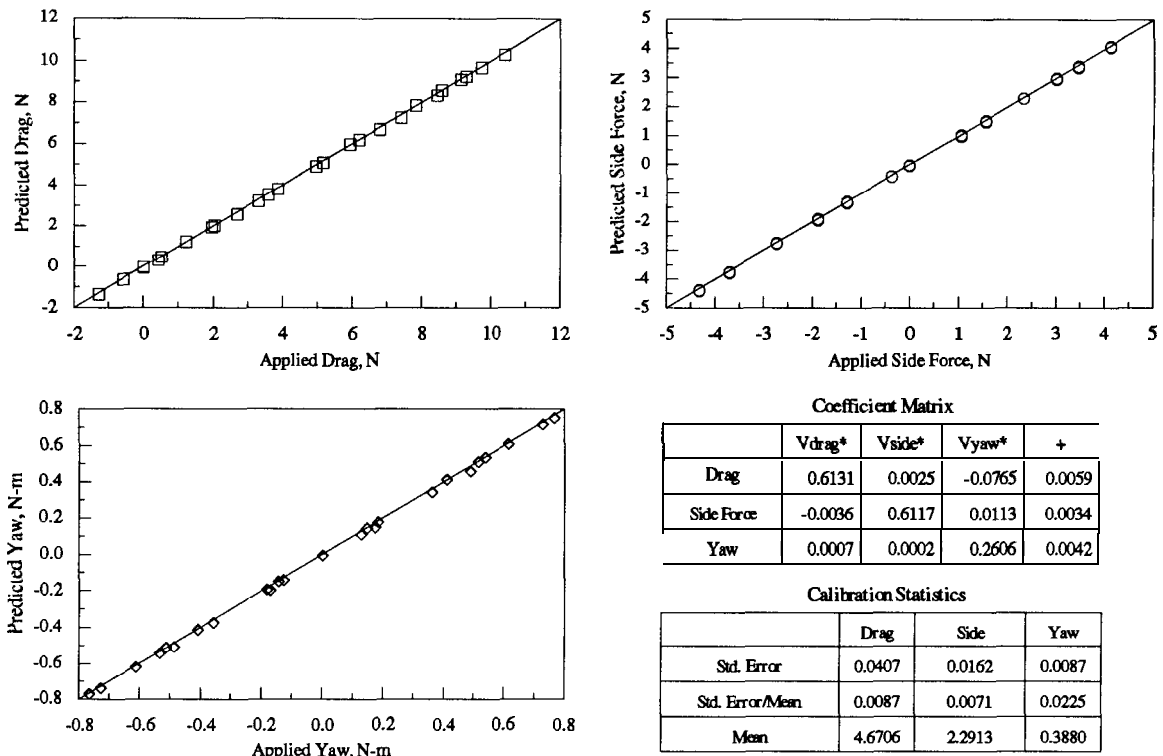 12
10
8
6
4
2
0
-2
-2 0 2 4 6 8 10 12
Predicted Drag, N
Applied Drag, N
5
4
3
2
1
0
-1
-2
-3
-4
-5
-5 -4 -3 -2 -1 0 1 2 3 4 5
Predicted Side Force, N
Applied Side Force, N
0.8
0.6
0.4
0.2
0.0
-0.2
-0.4
-0.6
-0.8
-0.8 -0.6 -0.4 -0.2 0.0 0.2 0.4 0.6 0.8
Predicted Yaw, N-m
Applied Yaw, N-m
Coefficient Matrix
Vdrag* Vside* Vyaw* +
Drag 0.6131 0.0025 -0.0765 0.0059
Side Force -0.0036 0.6117 0.0113 0.0034
Yaw 0.0007 0.0002 0.2606 0.0042
Calibration Statistics
Drag Side Yaw
Std. Error 0.0407 0.0162 0.0087
Std. Error/Mean 0.0087 0.0071 0.0225
Mean 4.6706 2.2913 0.3880